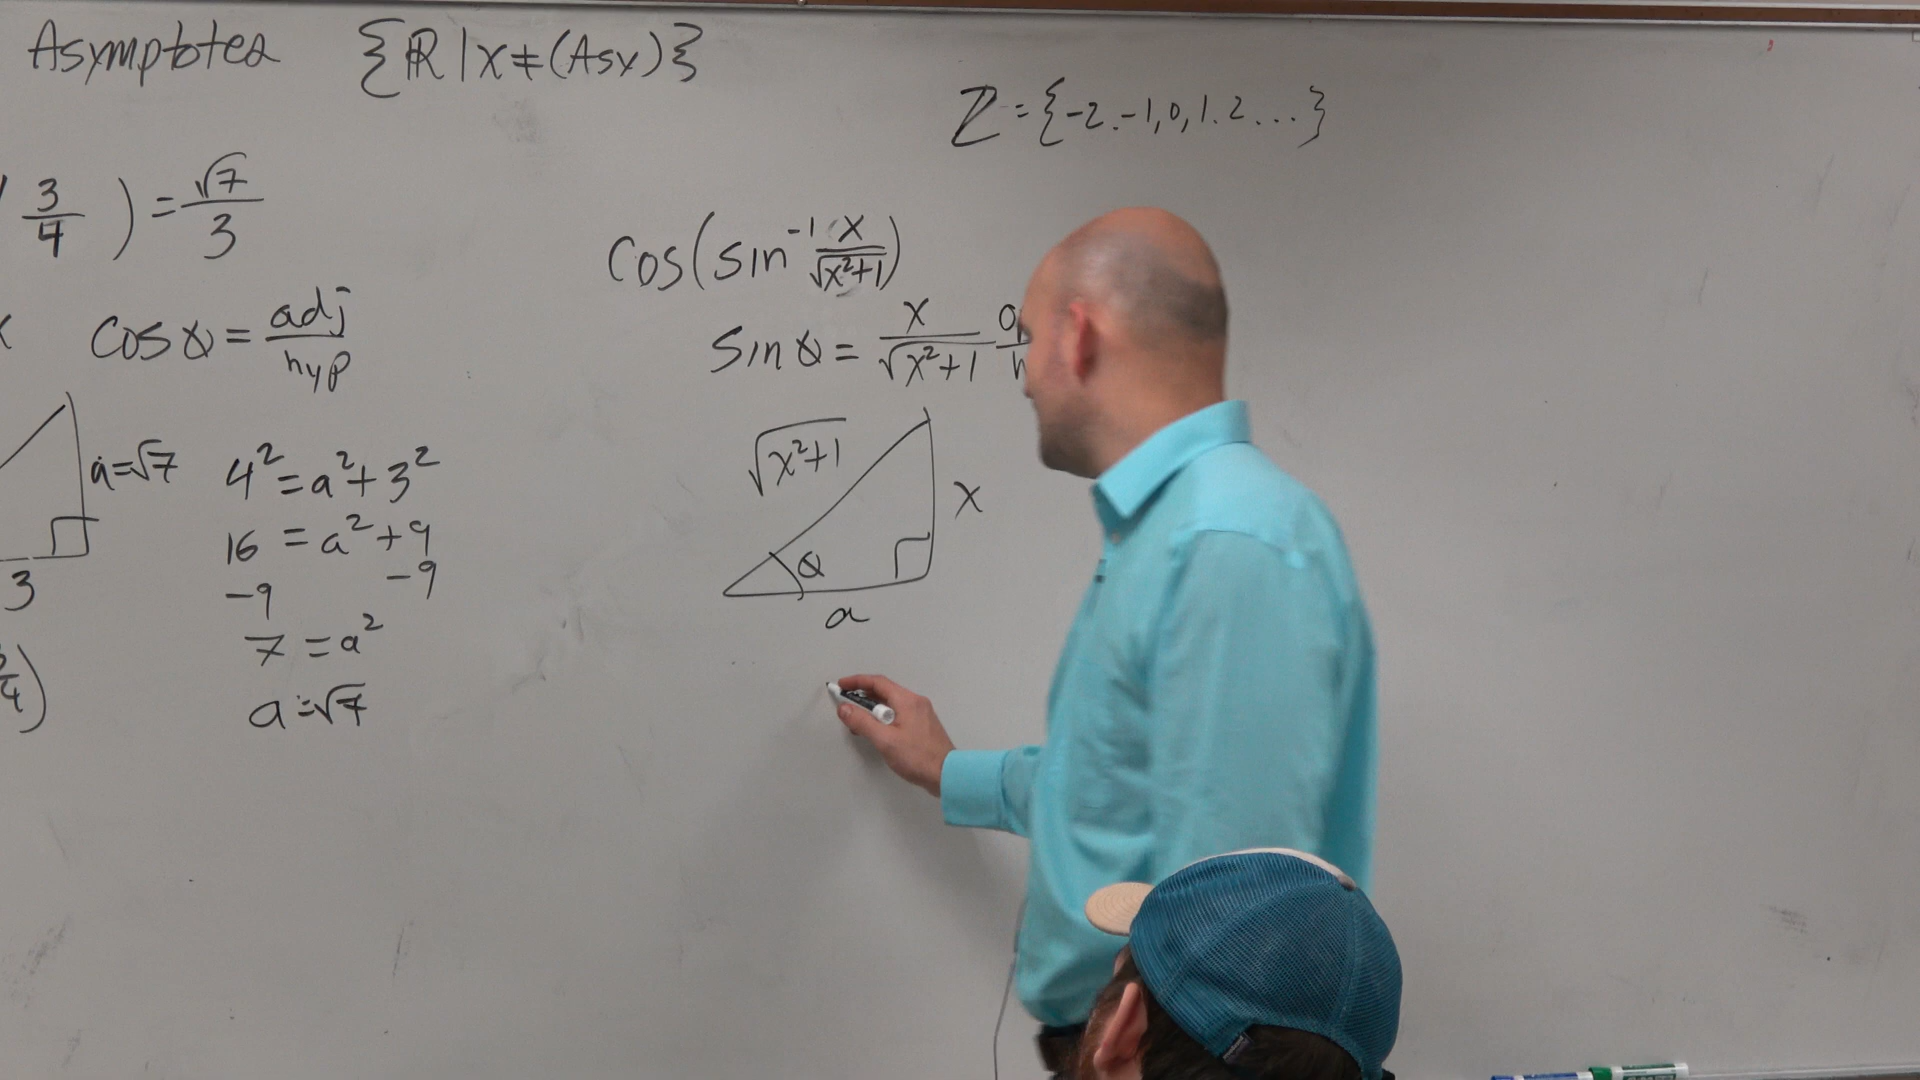 Asymptotes {ℝ | x ≠ (Asx)}
Z = {-2.-1,0,1.2...}
3/4 ) = √7/3
Cos(sin⁻¹ x/√x²+1)
Cos θ = adj/hyp
sin θ = x/√x²+1
a=√7
4² = a² + 3²
16 = a² + 9
-9 -9
7 = a²
a = √7
3
√x²+1
x
θ
a